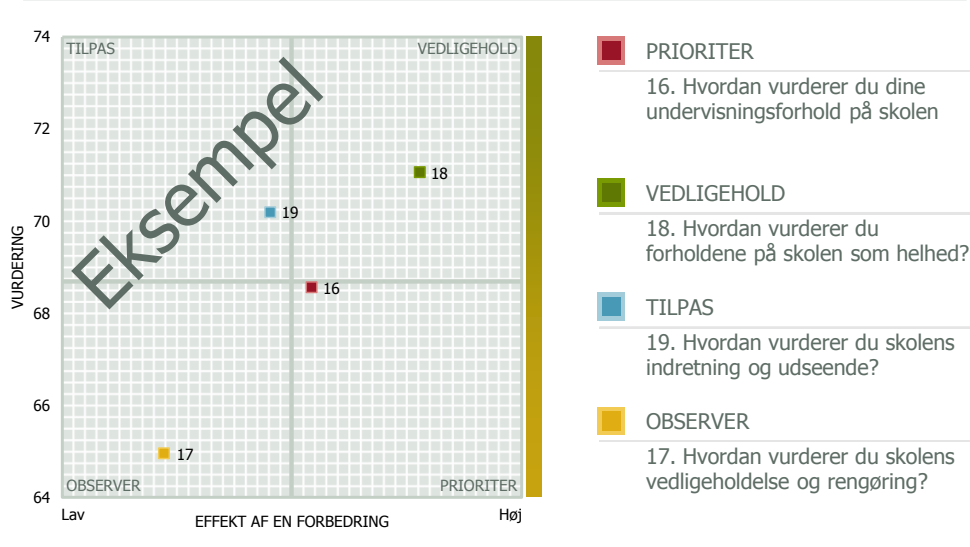 74
TILPAS
VEDLIGEHOLD
72
70
68
66
64
VURDERING
Eksempel
18
19
16
17
OBSERVER
PRIORITER
Lav
EFFEKT AF EN FORBEDRING
Høj
PRIORITER
16. Hvordan vurderer du dine
undervisningsforhold på skolen
VEDLIGEHOLD
18. Hvordan vurderer du
forholdene på skolen som helhed?
TILPAS
19. Hvordan vurderer du skolens
indretning og udseende?
OBSERVER
17. Hvordan vurderer du skolens
vedligeholdelse og rengøring?